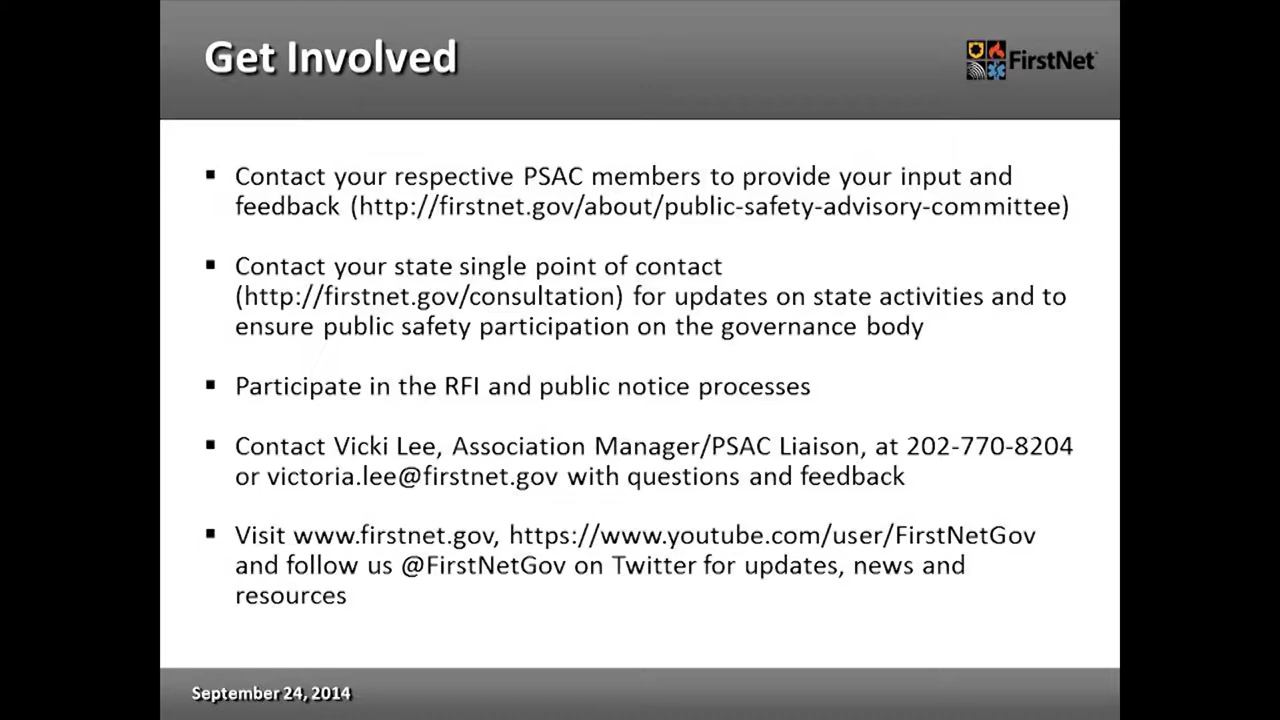 Get Involved
FirstNet
▪ Contact your respective PSAC members to provide your input and
feedback (http://firstnet.gov/about/public-safety-advisory-committee)
▪ Contact your state single point of contact
(http://firstnet.gov/consultation) for updates on state activities and to
ensure public safety participation on the governance body
▪ Participate in the RFI and public notice processes
▪ Contact Vicki Lee, Association Manager/PSAC Liaison, at 202-770-8204
or victoria.lee@firstnet.gov with questions and feedback
▪ Visit www.firstnet.gov, https://www.youtube.com/user/FirstNetGov
and follow us @FirstNetGov on Twitter for updates, news and
resources
September 24, 2014